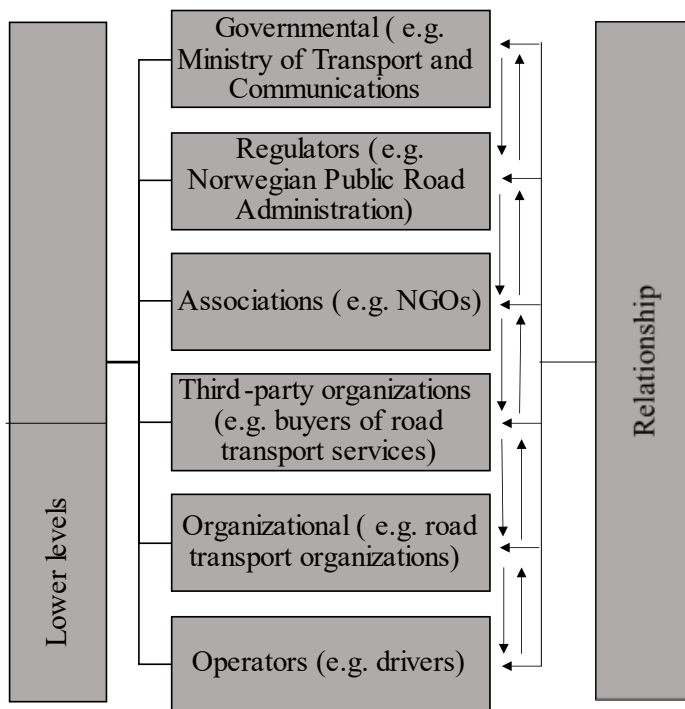 Governmental ( e.g.
Ministry of Transport and
Communications
Regulators ( e.g.
Norwegian Public Road
Administration)
Associations ( e.g. NGOs)
Third-party organizations
(e.g. buyers of road
transport services)
Organizational ( e.g. road
transport organizations)
Operators (e.g. drivers)
Lower levels
Relationship